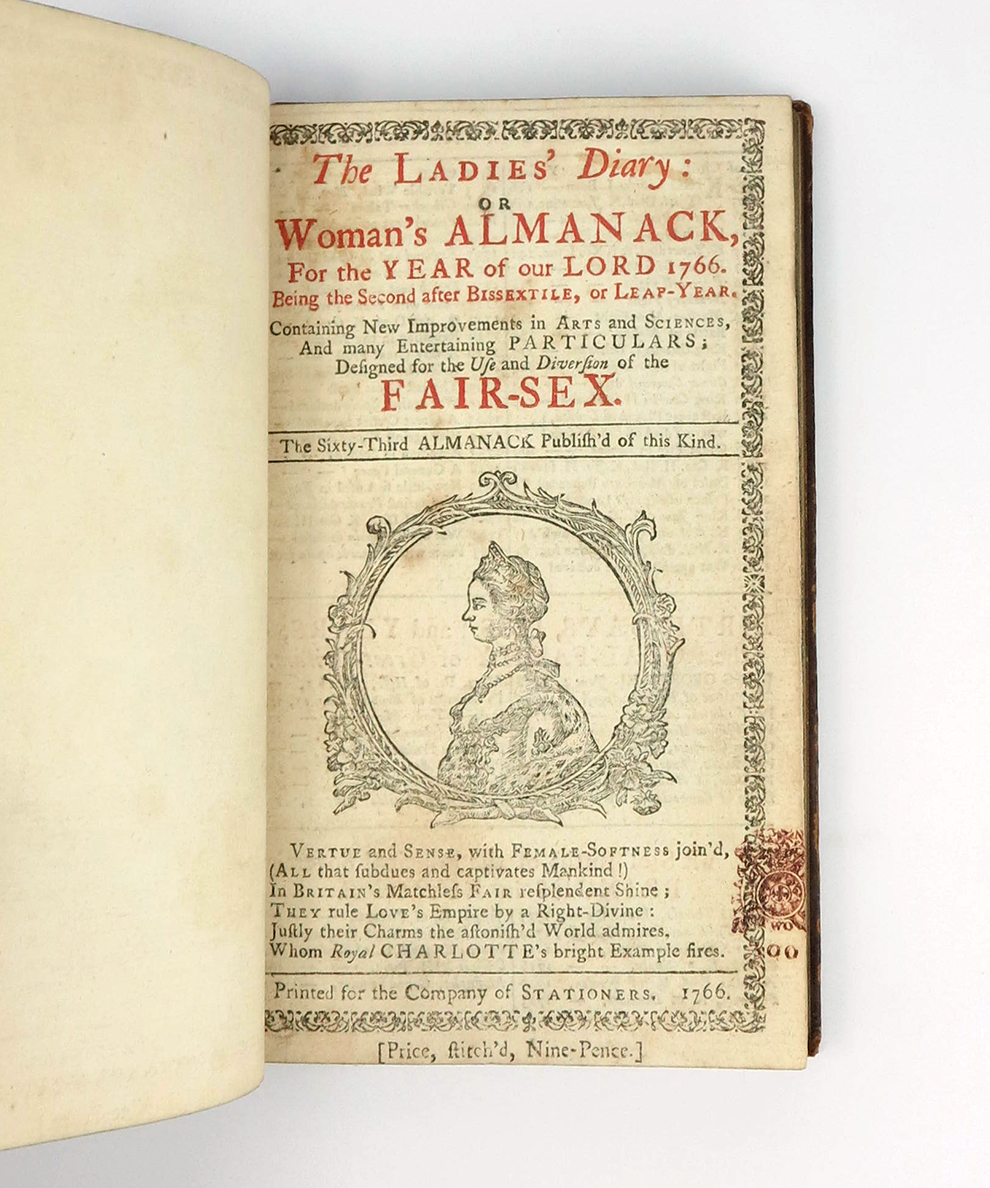 The LADIES' Diary:
OR
Woman's ALMANACK,
For the YEAR of our LORD 1766.
Being the Second after BISSEXTILE, or LEAP-YEAR.
Containing New Improvements in ARTS and SCIENCES,
And many Entertaining PARTICULARS;
Deſigned for the Uſe and Diverſion of the
FAIR-SEX.
The Sixty-Third ALMANACK Publiſh'd of this Kind.
VERTUE and SENSE, with FEMALE-SOFTNESS join'd,
(ALL that ſubdues and captivates Mankind!)
In BRITAIN's Matchleſs FAIR reſplendent Shine;
THEY rule LOVE's Empire by a Right-Divine:
Juſtly their Charms the aſtoniſh'd World admires,
Whom Royal CHARLOTTE's bright Example fires.
Printed for the Company of STATIONERS. 1766.
[Price, ſtitch'd, Nine-Pence.]
WO